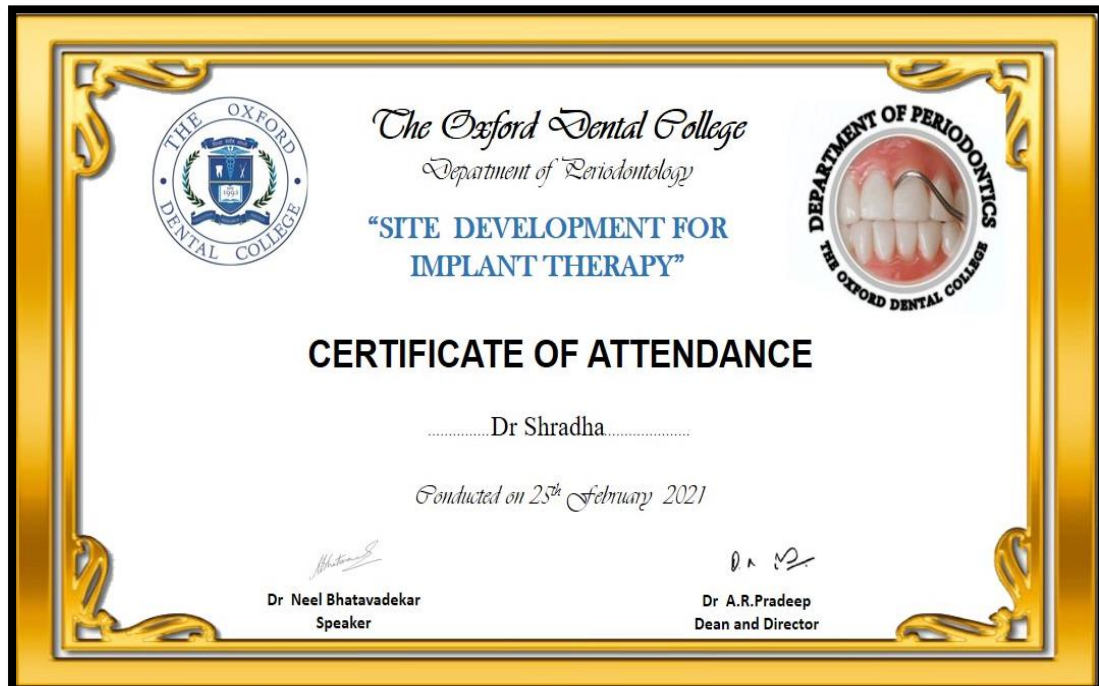 THE OXFORD
DENTAL COLLEGE
1992
The Oxford Dental College
Department of Periodontology
“SITE DEVELOPMENT FOR
IMPLANT THERAPY”
DEPARTMENT OF PERIODONTICS
THE OXFORD DENTAL COLLEGE
CERTIFICATE OF ATTENDANCE
...............Dr Shradha.....................
Conducted on 25th February 2021
Dr Neel Bhatavadekar
Speaker
Dr A.R.Pradeep
Dean and Director